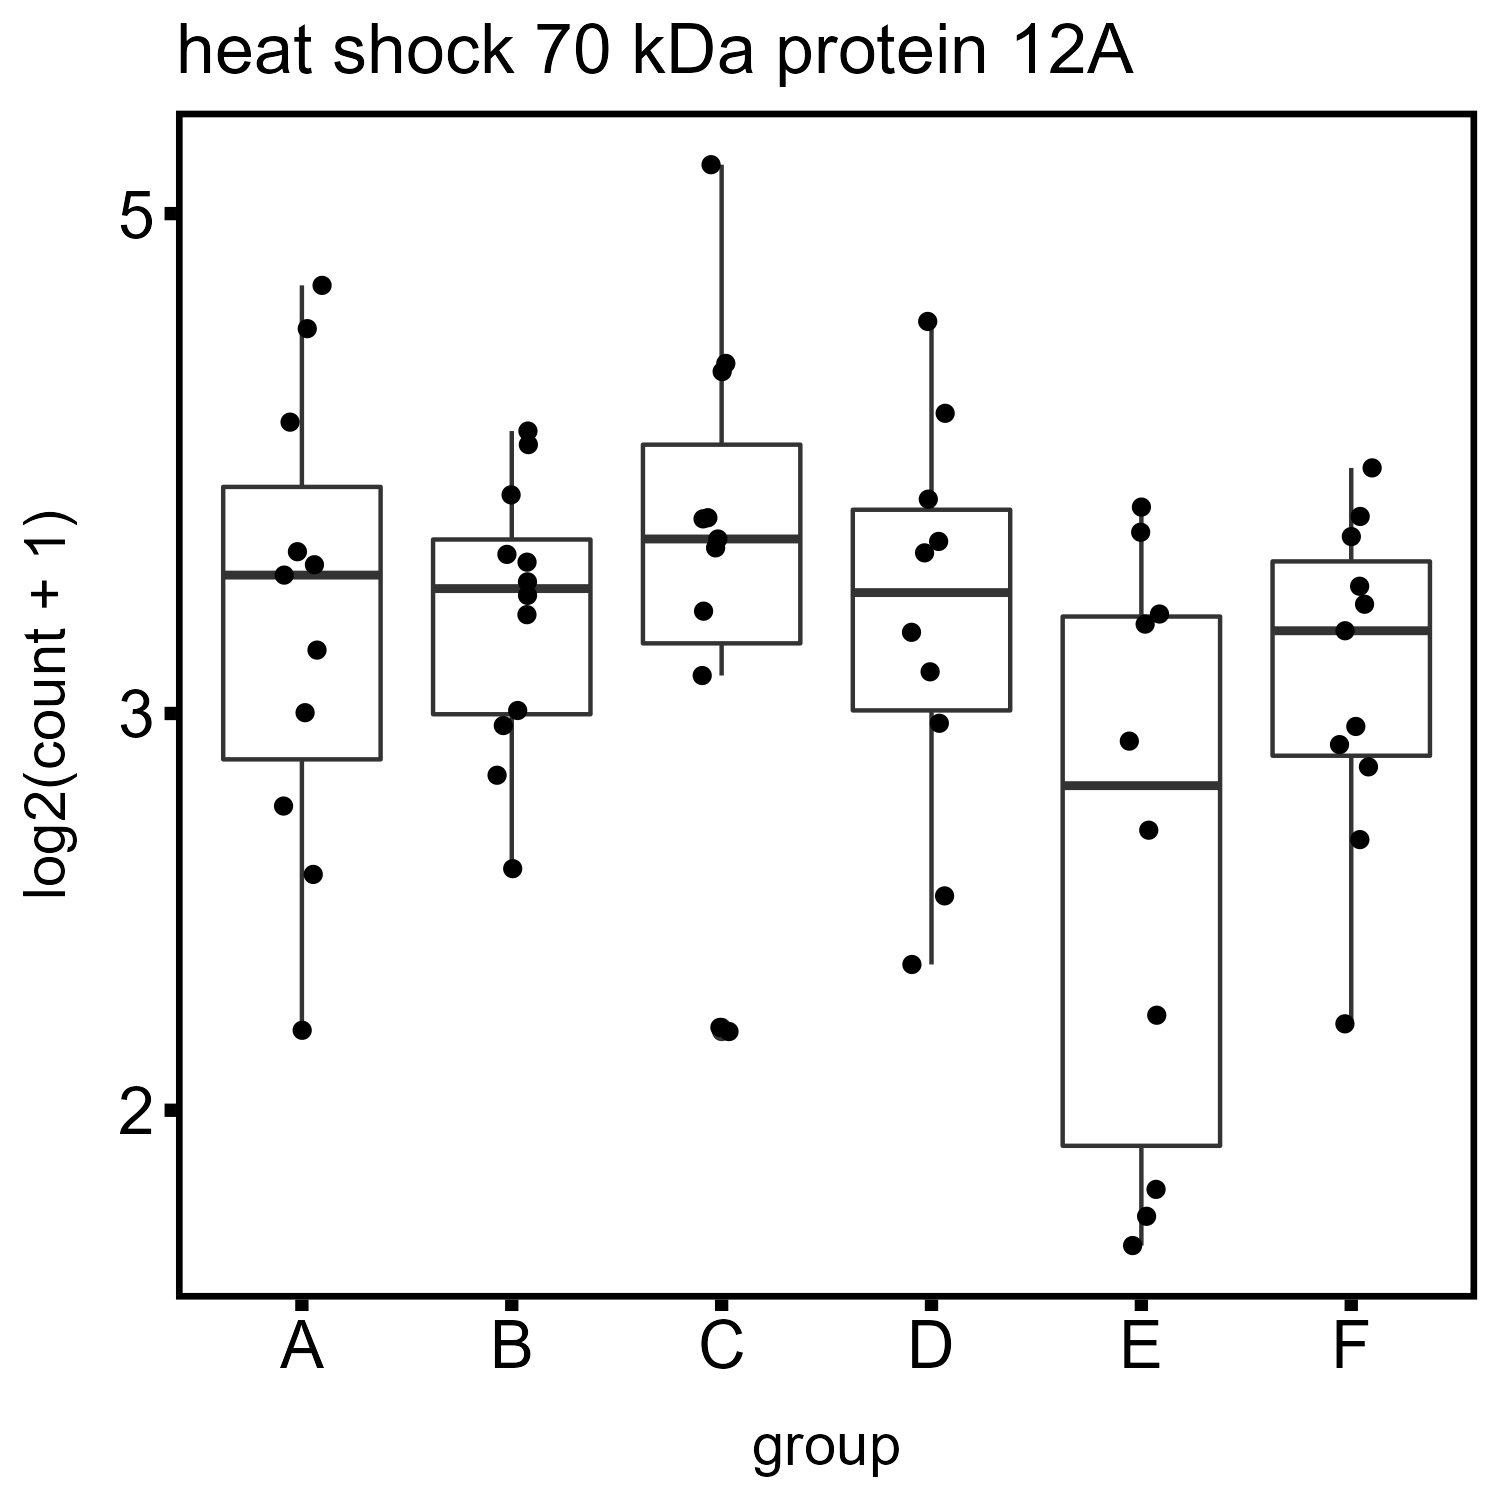 heat shock 70 kDa protein 12A
log2(count + 1)
5
3
2
A B C D E F
group